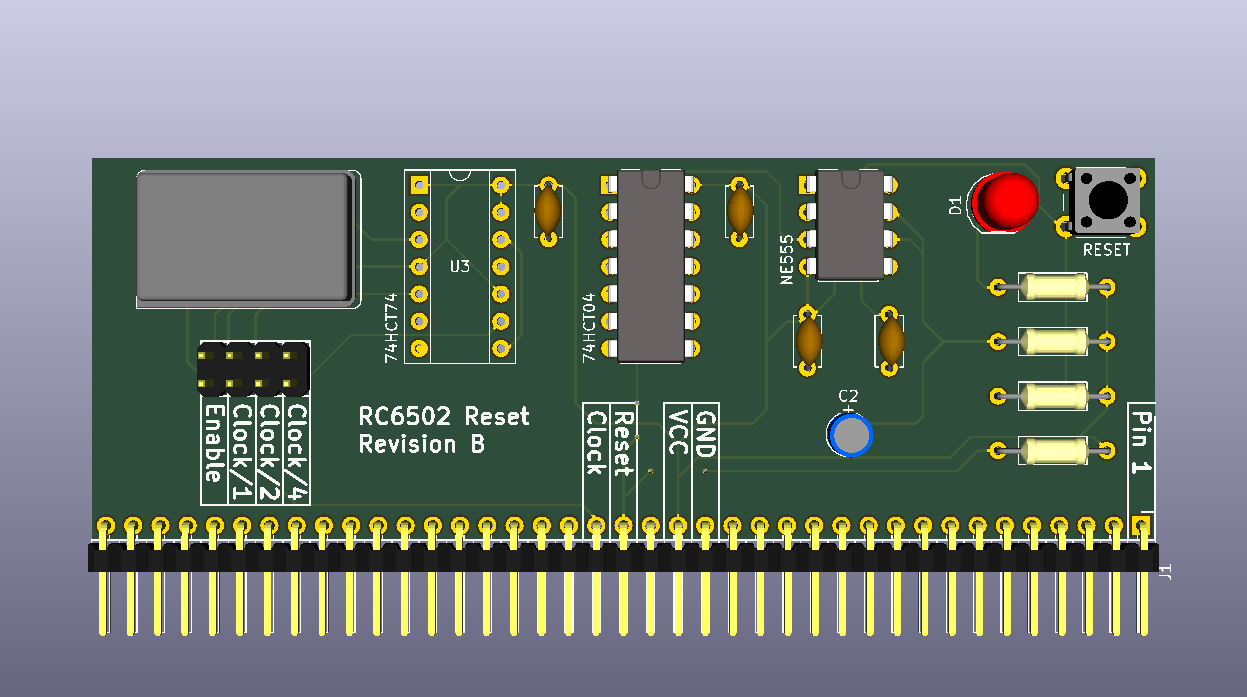 D1
RESET
U3
NE555
74HCT74
74HCT04
C2
+
RC6502 Reset
Revision B
Enable
Clock/1
Clock/2
Clock/4
Clock
Reset
VCC
GND
Pin 1
J1